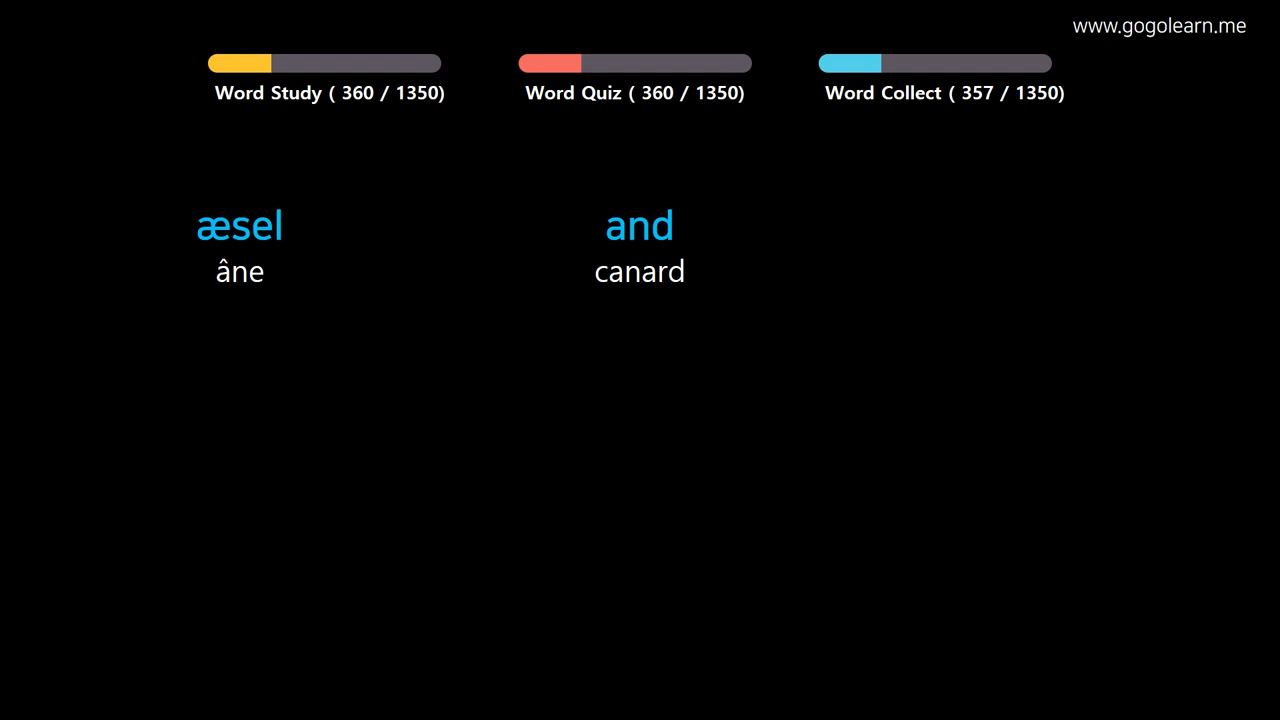 www.gogolearn.me
Word Study ( 360 / 1350)
Word Quiz ( 360 / 1350)
Word Collect ( 357 / 1350)
æsel
âne
and
canard